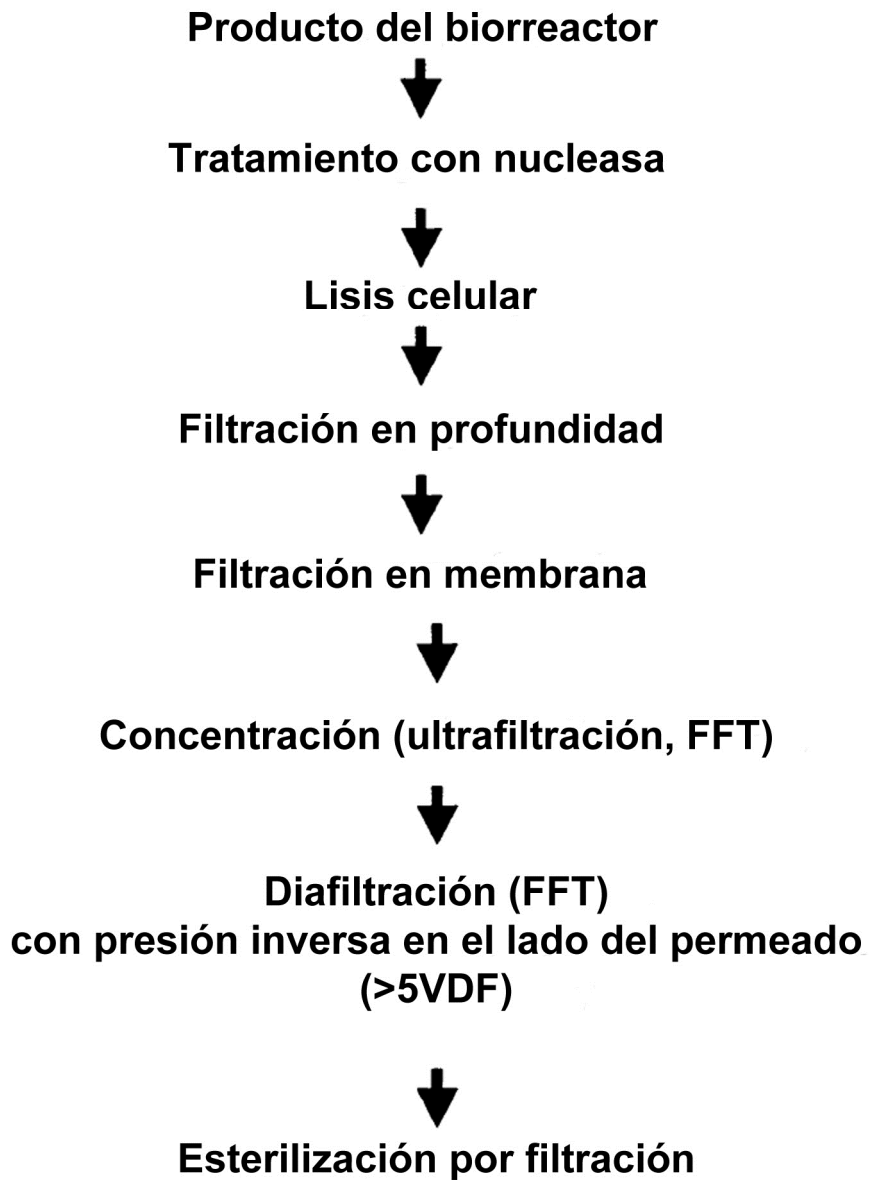 Producto del biorreactor
Tratamiento con nucleasa
Lisis celular
Filtración en profundidad
Filtración en membrana
Concentración (ultrafiltración, FFT)
Diafiltración (FFT)
con presión inversa en el lado del permeado
(>5VDF)
Esterilización por filtración